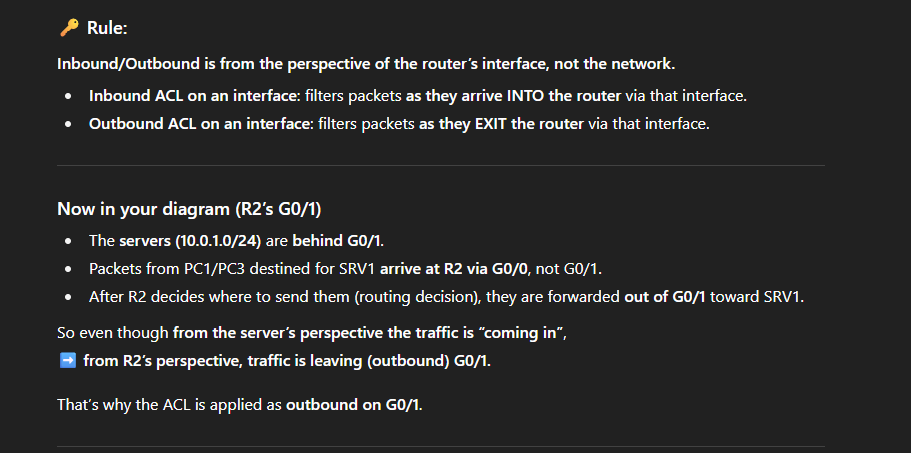 🔑 Rule:
Inbound/Outbound is from the perspective of the router’s interface, not the network.
• Inbound ACL on an interface: filters packets as they arrive INTO the router via that interface.
• Outbound ACL on an interface: filters packets as they EXIT the router via that interface.
Now in your diagram (R2’s G0/1)
• The servers (10.0.1.0/24) are behind G0/1.
• Packets from PC1/PC3 destined for SRV1 arrive at R2 via G0/0, not G0/1.
• After R2 decides where to send them (routing decision), they are forwarded out of G0/1 toward SRV1.
So even though from the server’s perspective the traffic is “coming in”,
➡️ from R2’s perspective, traffic is leaving (outbound) G0/1.
That’s why the ACL is applied as outbound on G0/1.